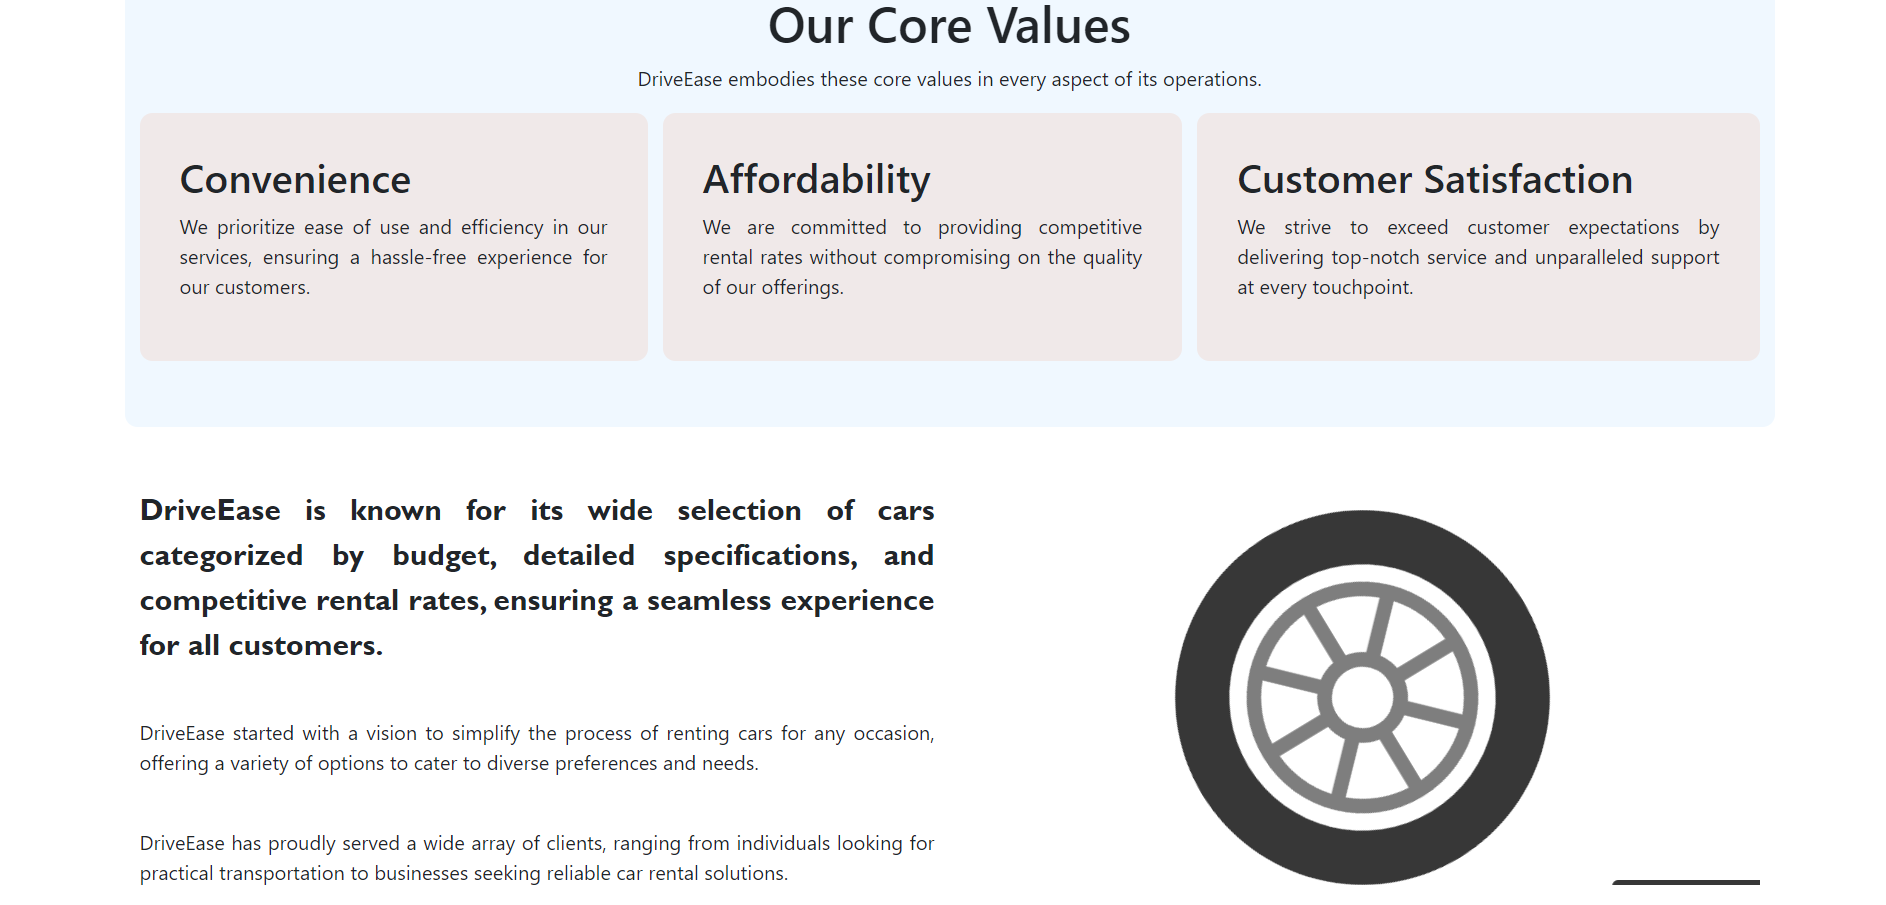 Our Core Values
DriveEase embodies these core values in every aspect of its operations.
Convenience
We prioritize ease of use and efficiency in our
services, ensuring a hassle-free experience for
our customers.
Affordability
We are committed to providing competitive
rental rates without compromising on the quality
of our offerings.
Customer Satisfaction
We strive to exceed customer expectations by
delivering top-notch service and unparalleled support
at every touchpoint.
DriveEase is known for its wide selection of cars
categorized by budget, detailed specifications, and
competitive rental rates, ensuring a seamless experience
for all customers.
DriveEase started with a vision to simplify the process of renting cars for any occasion,
offering a variety of options to cater to diverse preferences and needs.
DriveEase has proudly served a wide array of clients, ranging from individuals looking for
practical transportation to businesses seeking reliable car rental solutions.